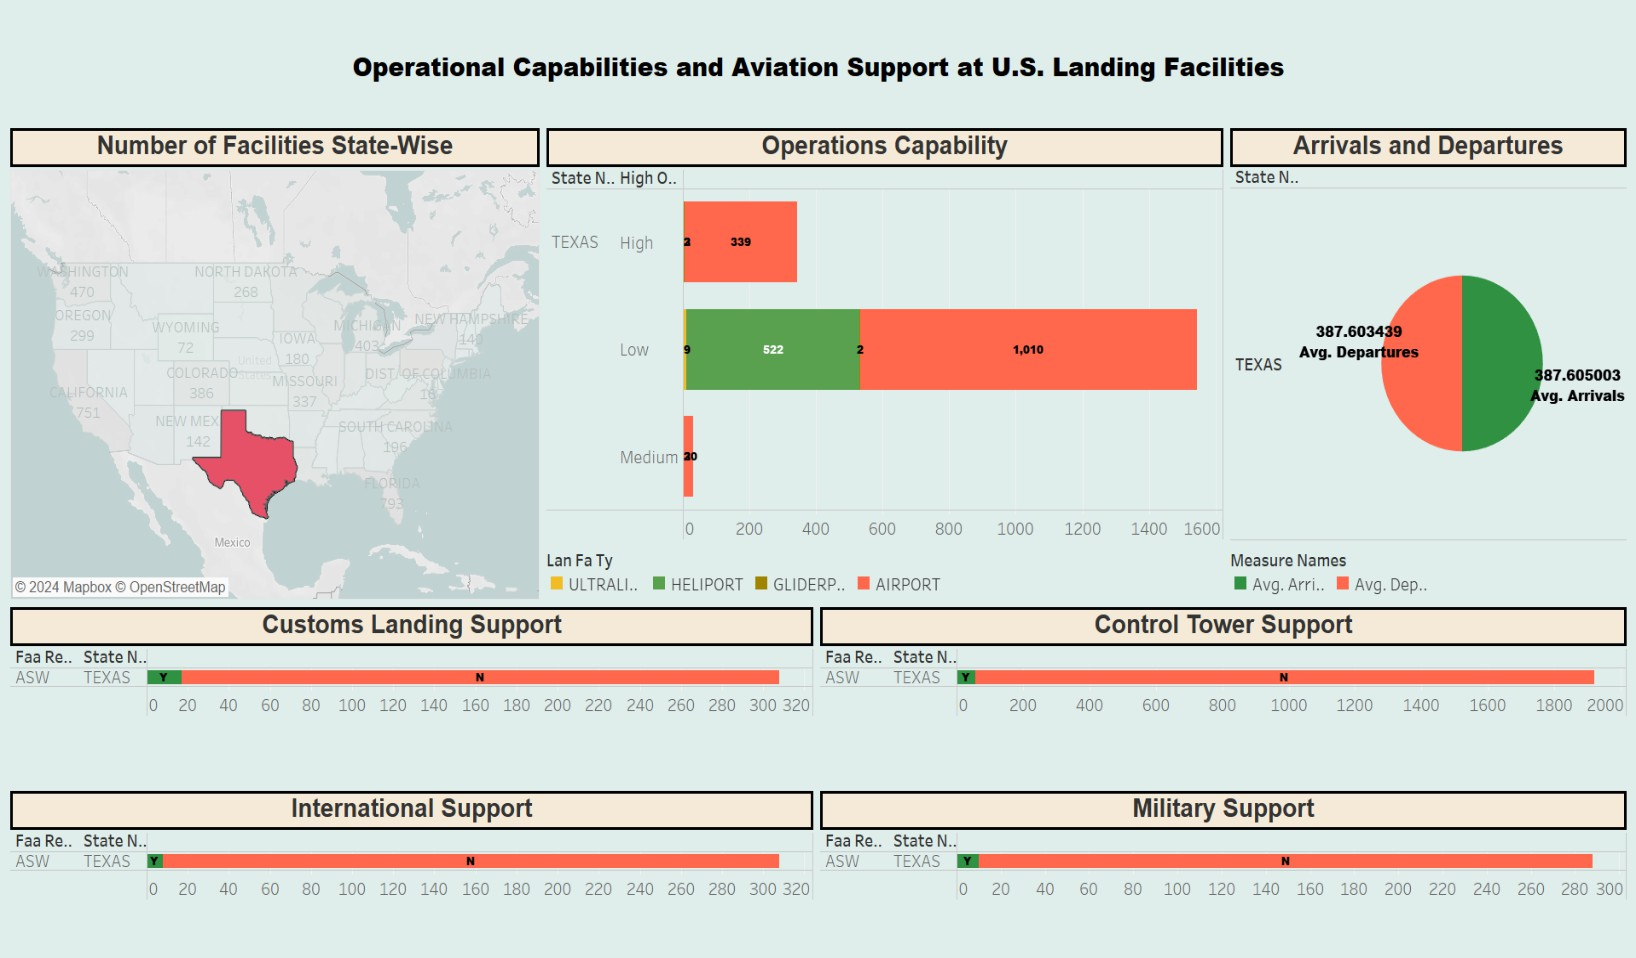 Operational Capabilities and Aviation Support at U.S. Landing Facilities
Number of Facilities State-Wise
WASHINGTON
470
NORTH DAKOTA
268
OREGON
299
WYOMING
72
MICHIGAN
403
NEW HAMPSHIRE
140
IOWA
180
United
States
COLORADO
386
MISSOURI
337
DIST. OF COLUMBIA
16
CALIFORNIA
751
NEW MEX
142
SOUTH CAROLINA
196
FLORIDA
793
Mexico
© 2024 Mapbox © OpenStreetMap
Operations Capability
State N.. High O..
TEXAS High 339
Low 9 522 2 1,010
Medium
0 200 400 600 800 1000 1200 1400 1600
Lan Fa Ty
ULTRALI.. HELIPORT GLIDERP.. AIRPORT
Arrivals and Departures
State N..
TEXAS
387.603439
Avg. Departures
387.605003
Avg. Arrivals
Measure Names
Avg. Arri.. Avg. Dep..
Customs Landing Support
Faa Re.. State N..
ASW TEXAS Y N
0 20 40 60 80 100 120 140 160 180 200 220 240 260 280 300 320
Control Tower Support
Faa Re.. State N..
ASW TEXAS Y N
0 200 400 600 800 1000 1200 1400 1600 1800 2000
International Support
Faa Re.. State N..
ASW TEXAS Y N
0 20 40 60 80 100 120 140 160 180 200 220 240 260 280 300 320
Military Support
Faa Re.. State N..
ASW TEXAS Y N
0 20 40 60 80 100 120 140 160 180 200 220 240 260 280 300